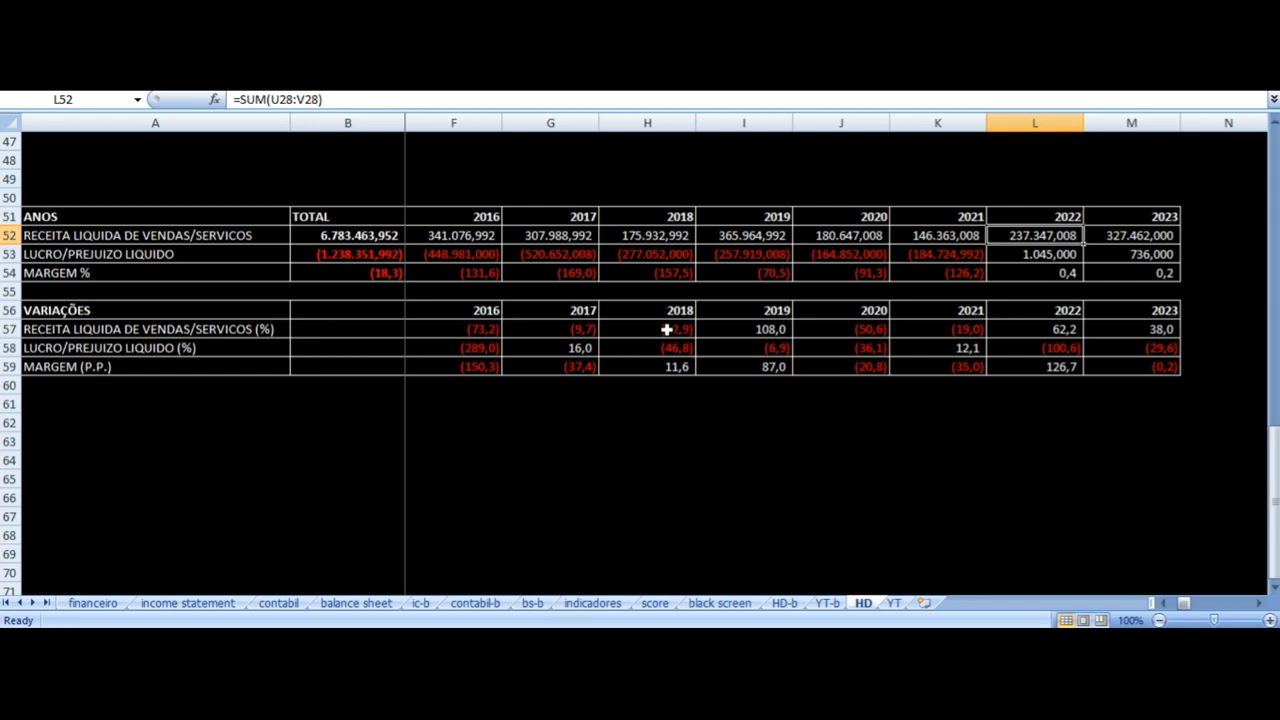 L52 fx =SUM(U28:V28)
A B F G H I J K L M N
47
48
49
50
51 ANOS TOTAL 2016 2017 2018 2019 2020 2021 2022 2023
52 RECEITA LIQUIDA DE VENDAS/SERVICOS 6.783.463,952 341.076,992 307.988,992 175.932,992 365.964,992 180.647,008 146.363,008 237.347,008 327.462,000
53 LUCRO/PREJUIZO LIQUIDO (1.238.351,992) (448.981,000) (520.652,008) (277.052,000) (257.919,008) (164.852,000) (184.724,992) 1.045,000 736,000
54 MARGEM % (18,3) (131,6) (169,0) (157,5) (70,5) (91,3) (126,2) 0,4 0,2
55
56 VARIAÇÕES 2016 2017 2018 2019 2020 2021 2022 2023
57 RECEITA LIQUIDA DE VENDAS/SERVICOS (%) (73,2) (9,7) 108,0 (50,6) (19,0) 62,2 38,0
58 LUCRO/PREJUIZO LIQUIDO (%) (289,0) 16,0 (46,8) (6,9) (36,1) 12,1 (100,6) (29,6)
59 MARGEM (P.P.) (150,3) (37,4) 11,6 87,0 (20,8) (35,0) 126,7 (0,2)
60
61
62
63
64
65
66
67
68
69
70
71
financeiro income statement contabil balance sheet ic-b contabil-b bs-b indicadores score black screen HD-b YT-b HD YT
Ready 100%